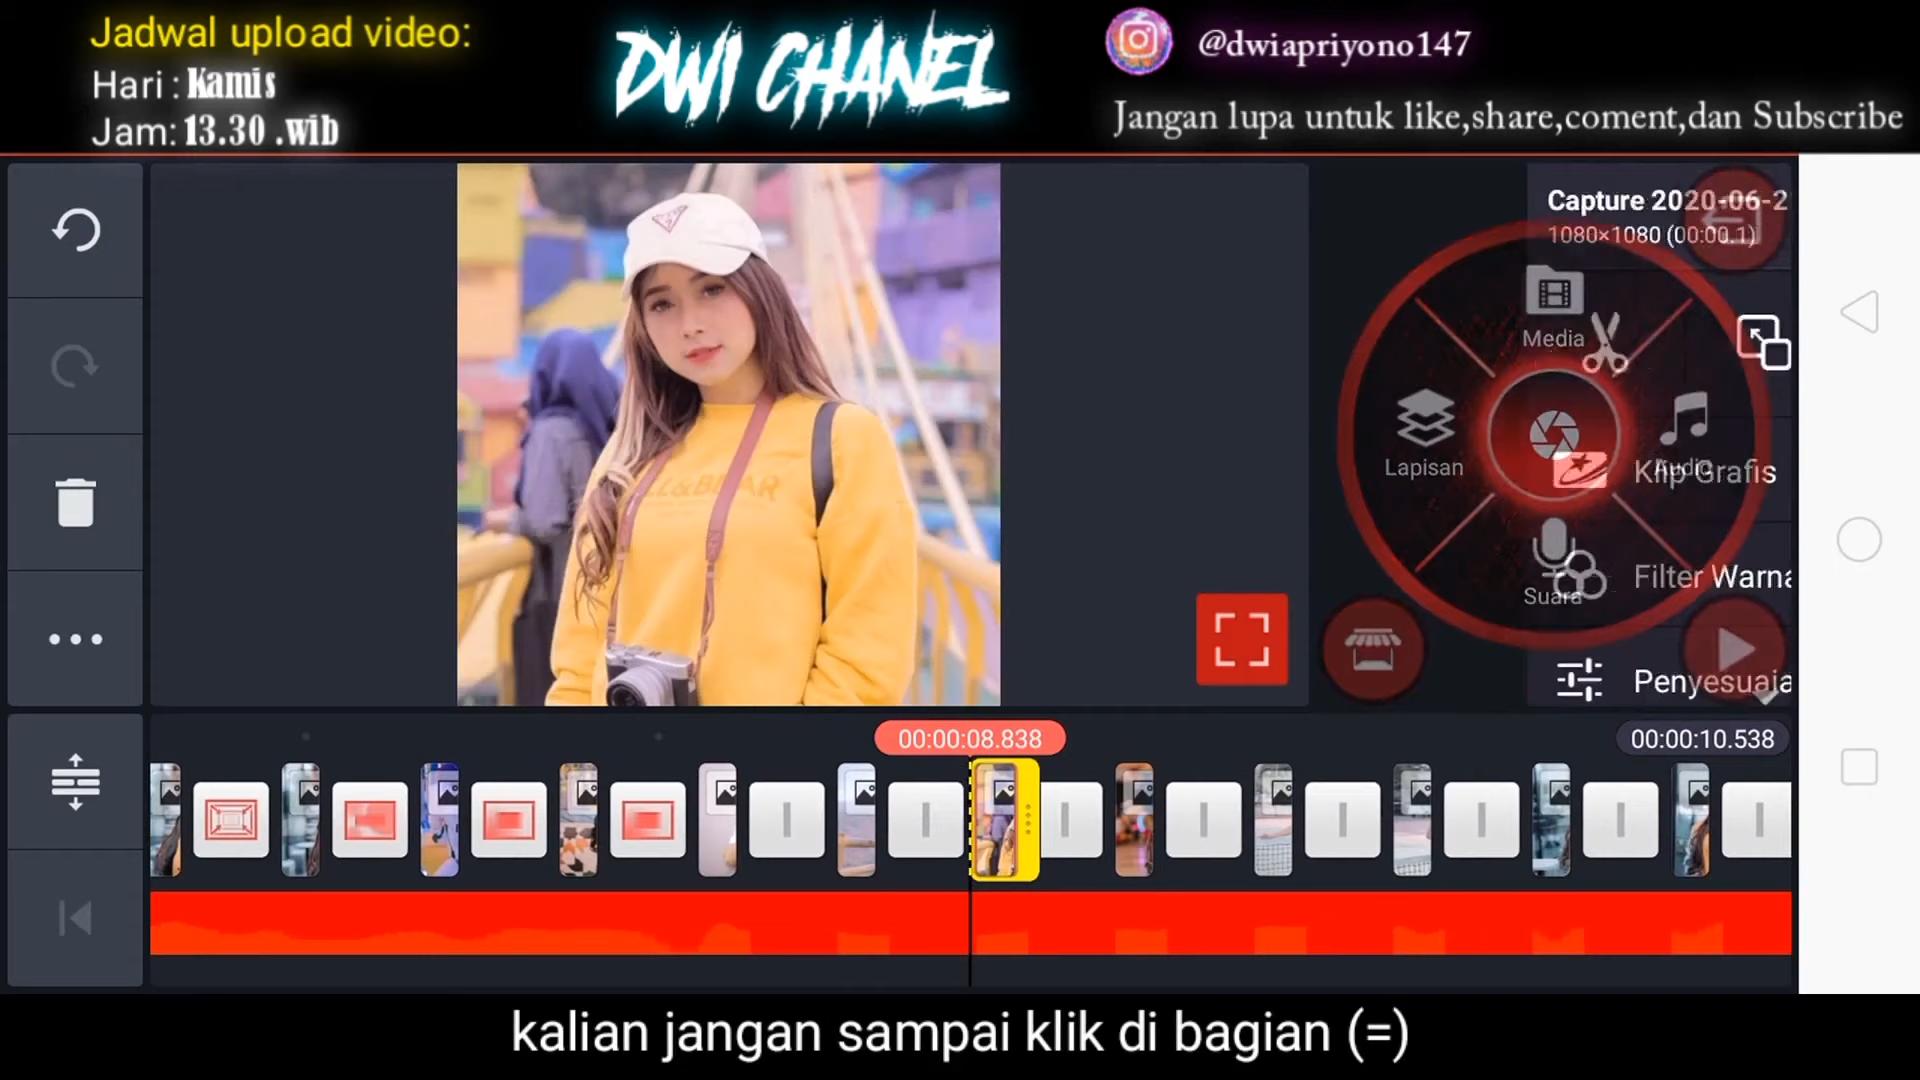 Jadwal upload video:
Hari : Kamis
Jam: 13.30 .wib
DWI CHANEL
@dwiapriyono147
Jangan lupa untuk like,share,coment,dan Subscribe
Capture 2020-06-2
1080×1080 (00:00.1)
Media
Lapisan
Audio
Klip Grafis
Suara
Filter Warna
Penyesuaia
00:00:08.838
00:00:10.538
kalian jangan sampai klik di bagian (=)